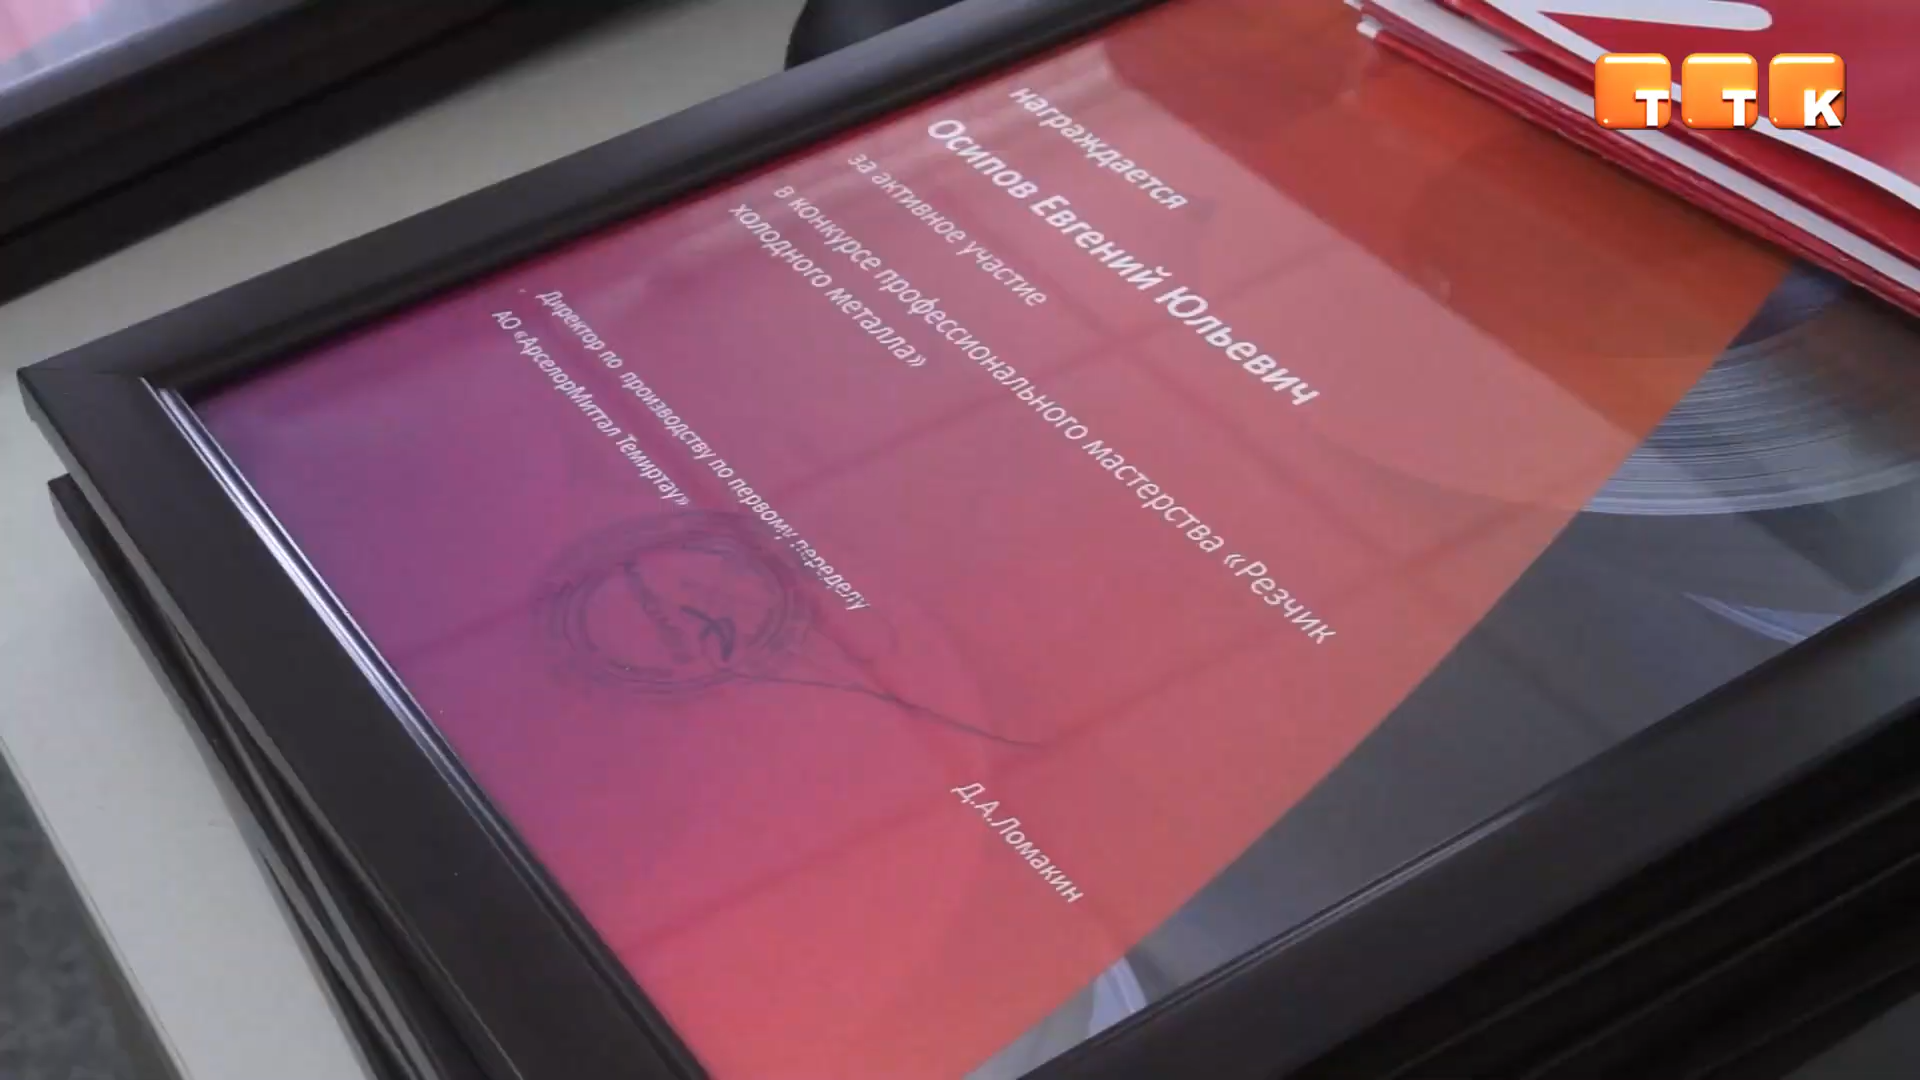 награждается
Осипов Евгений Юльевич
за активное участие
в конкурсе профессионального мастерства «Резчик
холодного металла»
Директор по производству по первому переделу
АО «АрселорМиттал Темиртау»
Д.А.Ломакин
ТТК